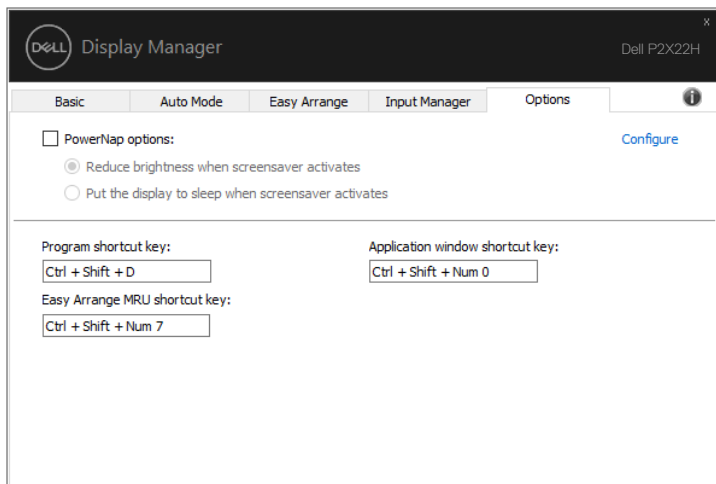 x
DELL Display Manager
Dell P2X22H
Basic Auto Mode Easy Arrange Input Manager Options i
PowerNap options: Configure
Reduce brightness when screensaver activates
Put the display to sleep when screensaver activates
Program shortcut key: Application window shortcut key:
Ctrl + Shift + D Ctrl + Shift + Num 0
Easy Arrange MRU shortcut key:
Ctrl + Shift + Num 7